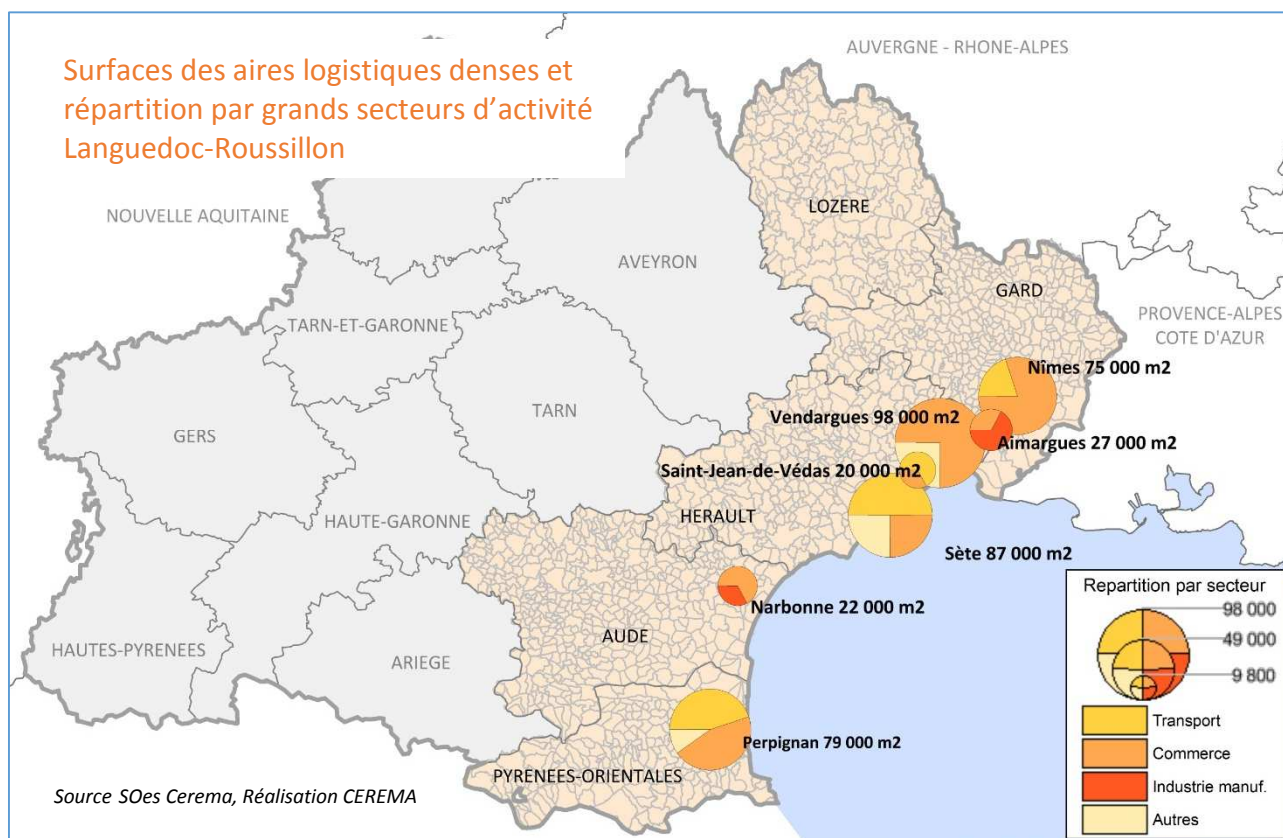 Surfaces des aires logistiques denses et
répartition par grands secteurs d'activité
Languedoc-Roussillon
AUVERGNE - RHONE-ALPES
NOUVELLE AQUITAINE
LOZERE
AVEYRON
GARD
PROVENCE-ALPES
COTE D'AZUR
TARN-ET-GARONNE
Nîmes 75 000 m2
TARN
Vendargues 98 000 m2
GERS
Aimargues 27 000 m2
Saint-Jean-de-Védas 20 000 m2
HERAULT
HAUTE-GARONNE
Sète 87 000 m2
Narbonne 22 000 m2
AUDE
HAUTES-PYRENEES
ARIEGE
Perpignan 79 000 m2
PYRENEES-ORIENTALES
Source SOes Cerema, Réalisation CEREMA
Repartition par secteur
98 000
49 000
9 800
Transport
Commerce
Industrie manuf.
Autres